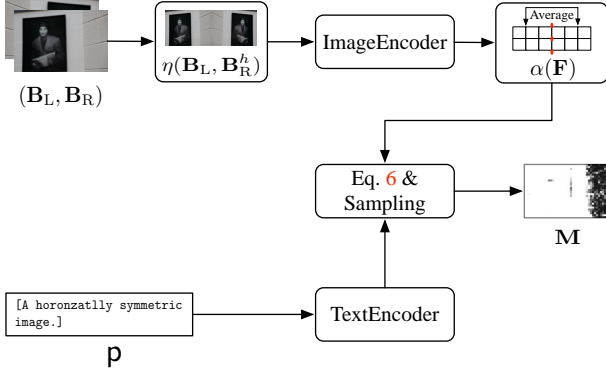 Average
ImageEncoder
η(B_L, B_R^h)
α(F)
(B_L, B_R)
Eq. 6 &
Sampling
M
[A horonzatlly symmetric
image.]
TextEncoder
p